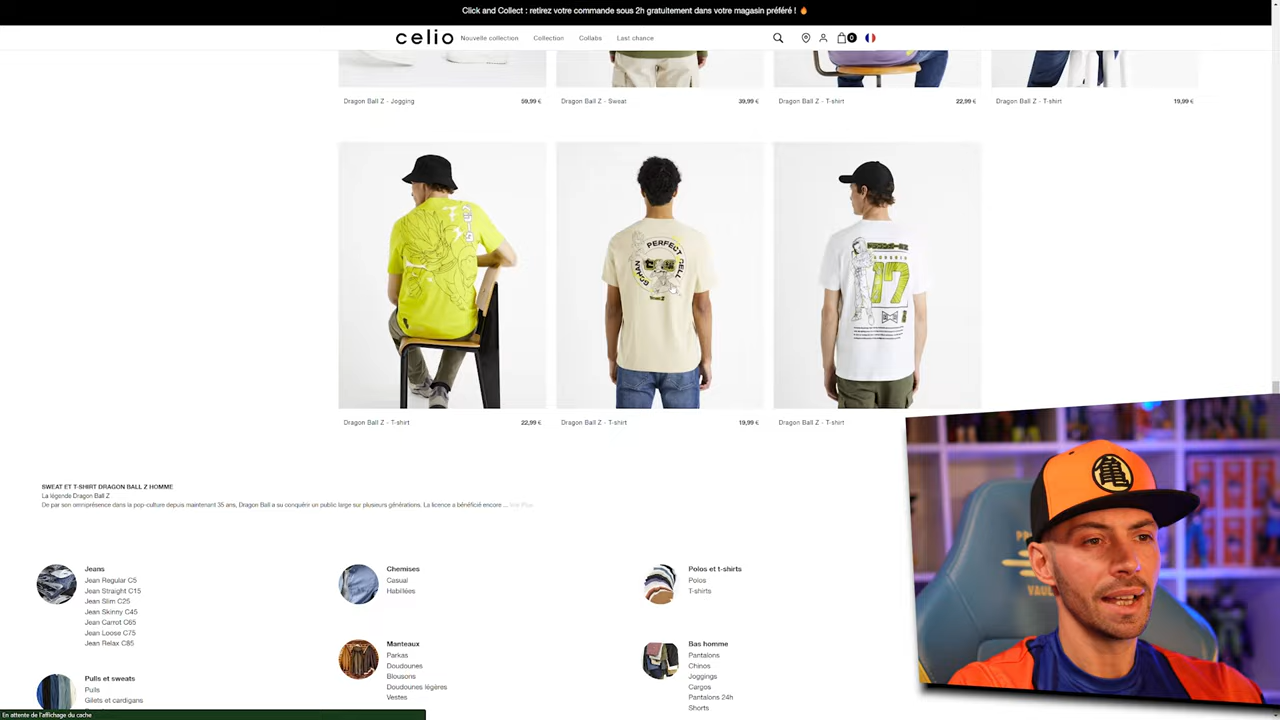 Click and Collect : retirez votre commande sous 2h gratuitement dans votre magasin préféré !
celio Nouvelle collection Collection Collabs Last chance 0
Dragon Ball Z - Jogging 59,99 € Dragon Ball Z - Sweat 39,99 € Dragon Ball Z - T-shirt 22,99 € Dragon Ball Z - T-shirt 19,99 €
PERFECT CELL
GOHAN
17
Dragon Ball Z - T-shirt 22,99 € Dragon Ball Z - T-shirt 19,99 € Dragon Ball Z - T-shirt
SWEAT ET T-SHIRT DRAGON BALL Z HOMME
La légende Dragon Ball Z
De par son omniprésence dans la pop-culture depuis maintenant 35 ans, Dragon Ball a su conquérir un public large sur plusieurs générations. La licence a bénéficié encore ... Voir Plus
Jeans
Jean Regular C5
Jean Straight C15
Jean Slim C25
Jean Skinny C45
Jean Carrot C65
Jean Loose C75
Jean Relax C85
Chemises
Casual
Habillées
Polos et t-shirts
Polos
T-shirts
Pulls et sweats
Pulls
Gilets et cardigans
Manteaux
Parkas
Doudounes
Blousons
Doudounes légères
Vestes
Bas homme
Pantalons
Chinos
Joggings
Cargos
Pantalons 24h
Shorts
En attente de l'affichage du cache